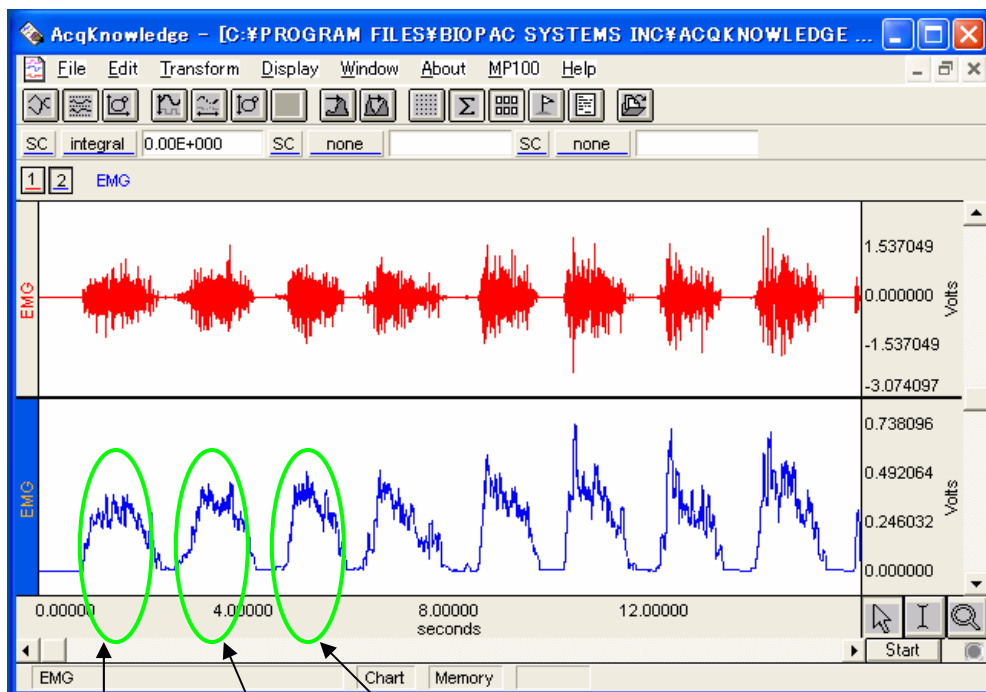 AcqKnowledge - [C:¥PROGRAM FILES¥BIOPAC SYSTEMS INC¥ACQKNOWLEDGE ...
File Edit Transform Display Window About MP100 Help
SC integral 0.00E+000 SC none SC none
1 2 EMG
EMG
1.537049
0.000000
-1.537049
-3.074097
Volts
EMG
0.738096
0.492064
0.246032
0.000000
Volts
0.00000 4.00000 8.00000 12.00000
seconds
Start
EMG Chart Memory